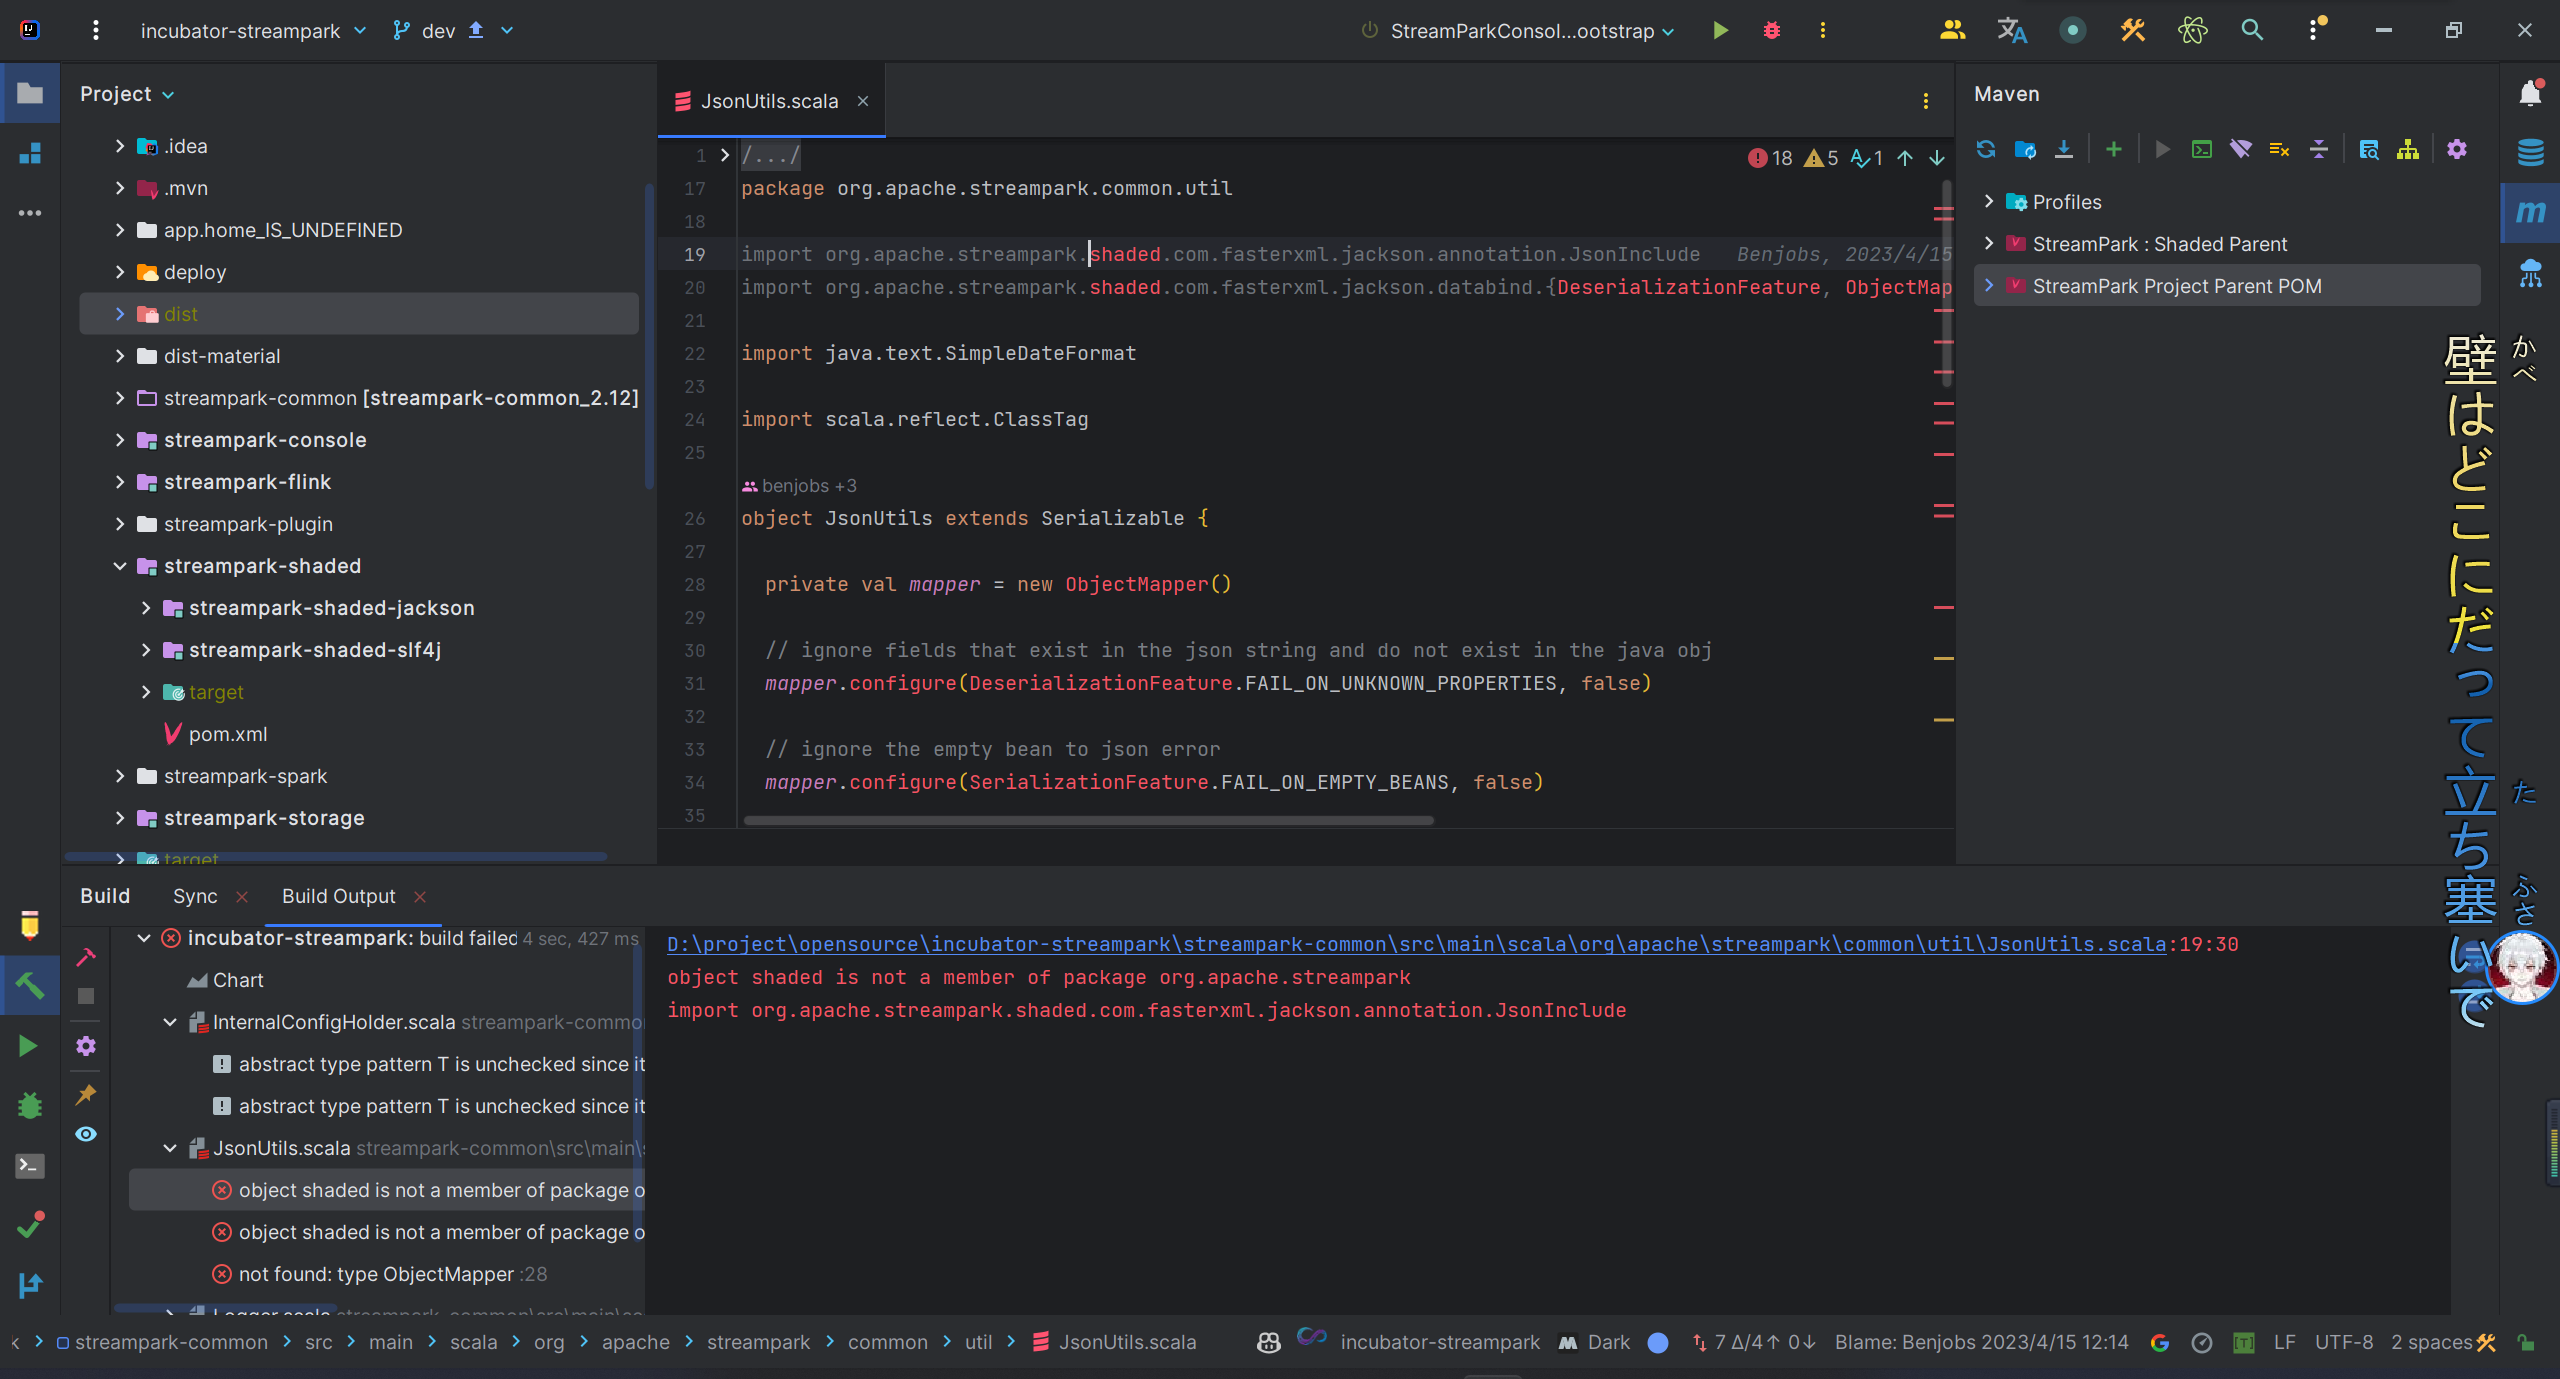 incubator-streampark
dev
StreamParkConsol...ootstrap
Project
.idea
.mvn
app.home_IS_UNDEFINED
deploy
dist
dist-material
streampark-common [streampark-common_2.12]
streampark-console
streampark-flink
streampark-plugin
streampark-shaded
streampark-shaded-jackson
streampark-shaded-slf4j
target
pom.xml
streampark-spark
streampark-storage
target
JsonUtils.scala
18 5 1
1 /.../
17 package org.apache.streampark.common.util
18
19 import org.apache.streampark.shaded.com.fasterxml.jackson.annotation.JsonInclude Benjobs, 2023/4/15
20 import org.apache.streampark.shaded.com.fasterxml.jackson.databind.{DeserializationFeature, ObjectMap
21
22 import java.text.SimpleDateFormat
23
24 import scala.reflect.ClassTag
25
benjobs +3
26 object JsonUtils extends Serializable {
27
28 private val mapper = new ObjectMapper()
29
30 // ignore fields that exist in the json string and do not exist in the java obj
31 mapper.configure(DeserializationFeature.FAIL_ON_UNKNOWN_PROPERTIES, false)
32
33 // ignore the empty bean to json error
34 mapper.configure(SerializationFeature.FAIL_ON_EMPTY_BEANS, false)
35
Maven
Profiles
StreamPark : Shaded Parent
StreamPark Project Parent POM
壁はどこにだって立ち塞いで
かべ
た
ふさ
Build
Sync
Build Output
incubator-streampark: build failed 4 sec, 427 ms
Chart
InternalConfigHolder.scala streampark-commo
abstract type pattern T is unchecked since it
abstract type pattern T is unchecked since it
JsonUtils.scala streampark-common\src\main\
object shaded is not a member of package o
object shaded is not a member of package o
not found: type ObjectMapper :28
Logger.scala streampark-common\src\main\sc
D:\project\opensource\incubator-streampark\streampark-common\src\main\scala\org\apache\streampark\common\util\JsonUtils.scala:19:30
object shaded is not a member of package org.apache.streampark
import org.apache.streampark.shaded.com.fasterxml.jackson.annotation.JsonInclude
k > streampark-common > src > main > scala > org > apache > streampark > common > util > JsonUtils.scala
incubator-streampark
Dark
7 Δ/4↑ 0↓
Blame: Benjobs 2023/4/15 12:14
LF
UTF-8
2 spaces